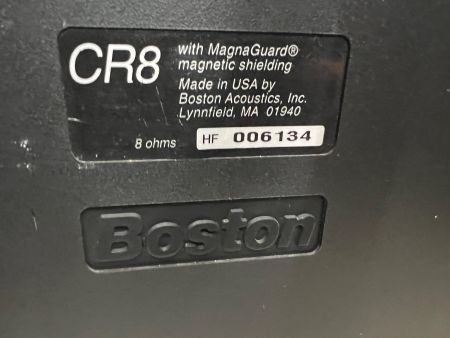 CR8
with MagnaGuard®
magnetic shielding
Made in USA by
Boston Acoustics, Inc.
Lynnfield, MA 01940
8 ohms HF 006134
Boston